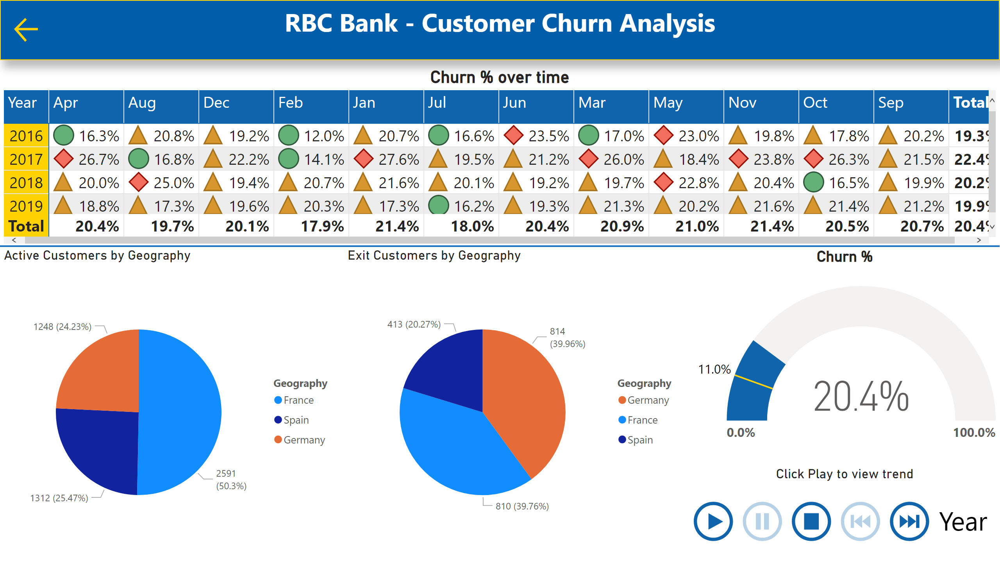 RBC Bank - Customer Churn Analysis
Churn % over time
Year Apr Aug Dec Feb Jan Jul Jun Mar May Nov Oct Sep Total
2016 16.3% 20.8% 19.2% 12.0% 20.7% 16.6% 23.5% 17.0% 23.0% 19.8% 17.8% 20.2% 19.3%
2017 26.7% 16.8% 22.2% 14.1% 27.6% 19.5% 21.2% 26.0% 18.4% 23.8% 26.3% 21.5% 22.4%
2018 20.0% 25.0% 19.4% 20.7% 21.6% 20.1% 19.2% 19.7% 22.8% 20.4% 16.5% 19.9% 20.2%
2019 18.8% 17.3% 19.6% 20.3% 17.3% 16.2% 19.3% 21.3% 20.2% 21.6% 21.4% 21.2% 19.9%
Total 20.4% 19.7% 20.1% 17.9% 21.4% 18.0% 20.4% 20.9% 21.0% 21.4% 20.5% 20.7% 20.4%
Active Customers by Geography
1248 (24.23%)
2591
(50.3%)
1312 (25.47%)
Geography
France
Spain
Germany
Exit Customers by Geography
413 (20.27%)
814
(39.96%)
810 (39.76%)
Geography
Germany
France
Spain
Churn %
11.0%
20.4%
0.0% 100.0%
Click Play to view trend
Year